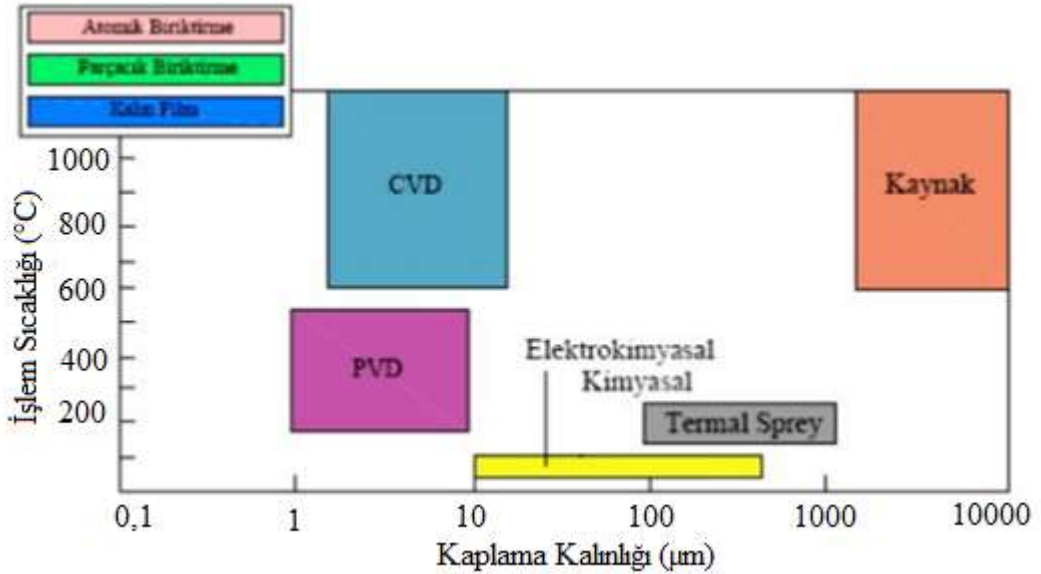 Atomik Biriktirme
Parçacık Biriktirme
Kalın Film
1000
800
600
400
200
İşlem Sıcaklığı (°C)
CVD
Kaynak
PVD
Elektrokimyasal
Kimyasal
Termal Sprey
0,1
1
10
100
1000
10000
Kaplama Kalınlığı (μm)